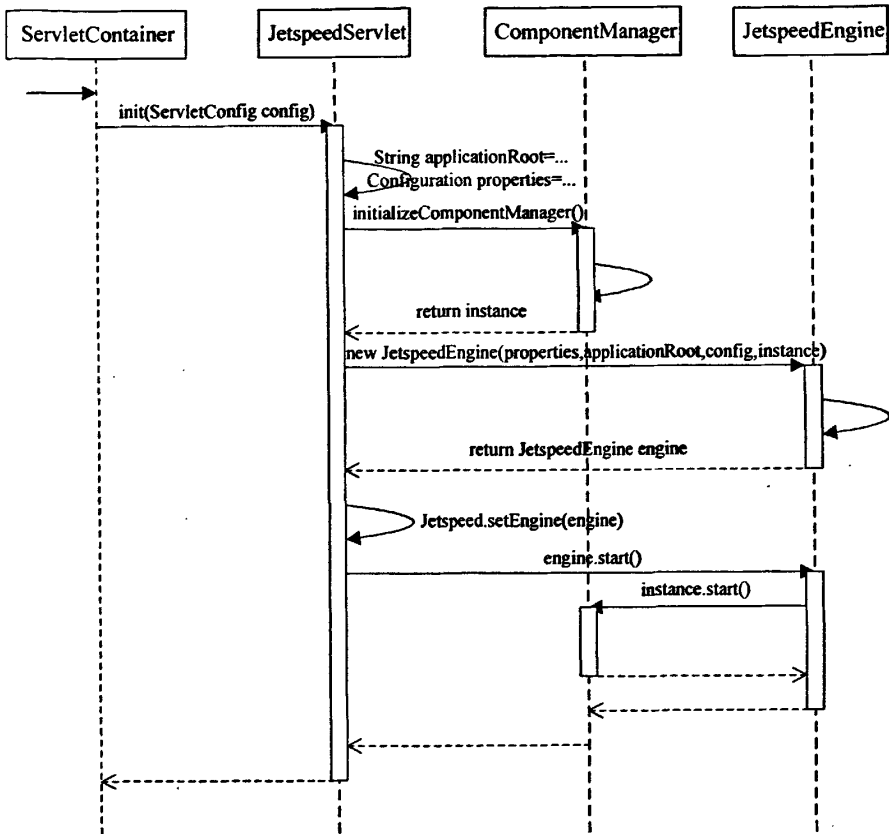 ServletContainer
JetspeedServlet
ComponentManager
JetspeedEngine
init(ServletConfig config)
String applicationRoot=...
Configuration properties=...
initializeComponentManager()
return instance
new JetspeedEngine(properties,applicationRoot,config,instance)
return JetspeedEngine engine
Jetspeed.setEngine(engine)
engine.start()
instance.start()